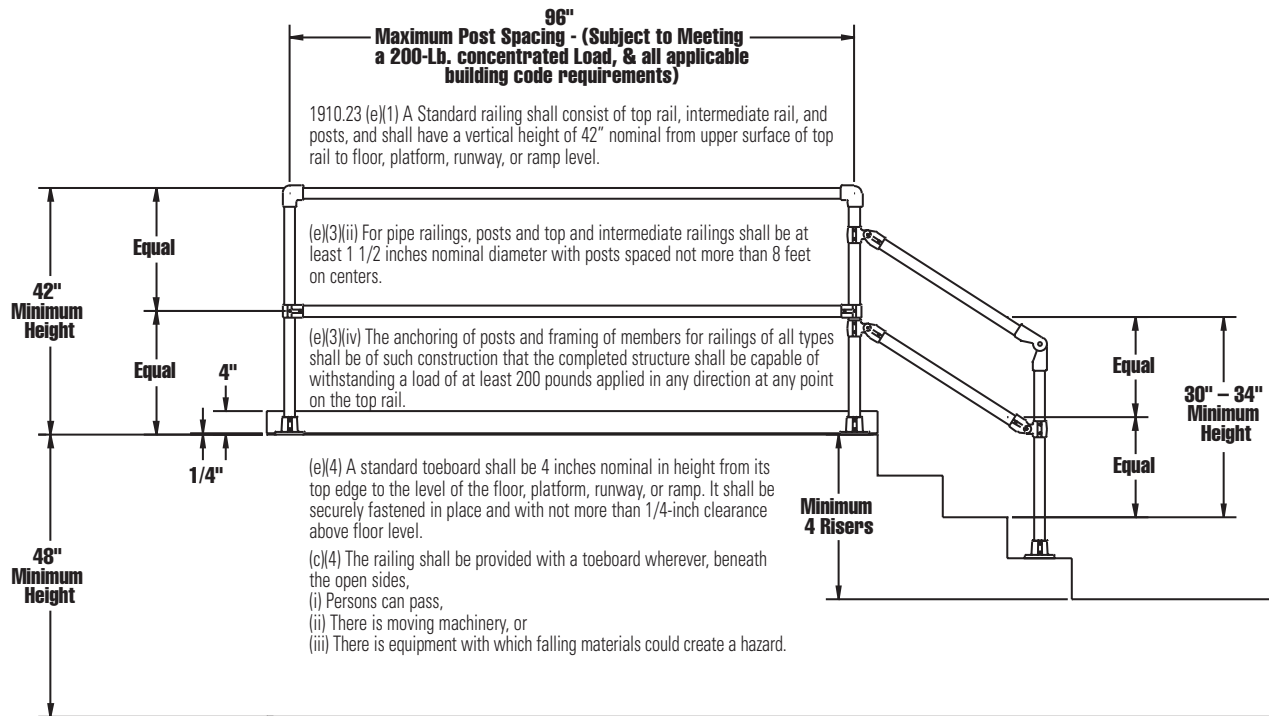 96"
Maximum Post Spacing - (Subject to Meeting
a 200-Lb. concentrated Load, & all applicable
building code requirements)
1910.23 (e)(1) A Standard railing shall consist of top rail, intermediate rail, and
posts, and shall have a vertical height of 42” nominal from upper surface of top
rail to floor, platform, runway, or ramp level.
Equal
(e)(3)(ii) For pipe railings, posts and top and intermediate railings shall be at
least 1 1/2 inches nominal diameter with posts spaced not more than 8 feet
on centers.
42"
Minimum
Height
(e)(3)(iv) The anchoring of posts and framing of members for railings of all types
shall be of such construction that the completed structure shall be capable of
withstanding a load of at least 200 pounds applied in any direction at any point
on the top rail.
Equal
4"
1/4"
Equal
30" – 34"
Minimum
Height
Equal
(e)(4) A standard toeboard shall be 4 inches nominal in height from its
top edge to the level of the floor, platform, runway, or ramp. It shall be
securely fastened in place and with not more than 1/4-inch clearance
above floor level.
Minimum
4 Risers
48"
Minimum
Height
(c)(4) The railing shall be provided with a toeboard wherever, beneath
the open sides,
(i) Persons can pass,
(ii) There is moving machinery, or
(iii) There is equipment with which falling materials could create a hazard.